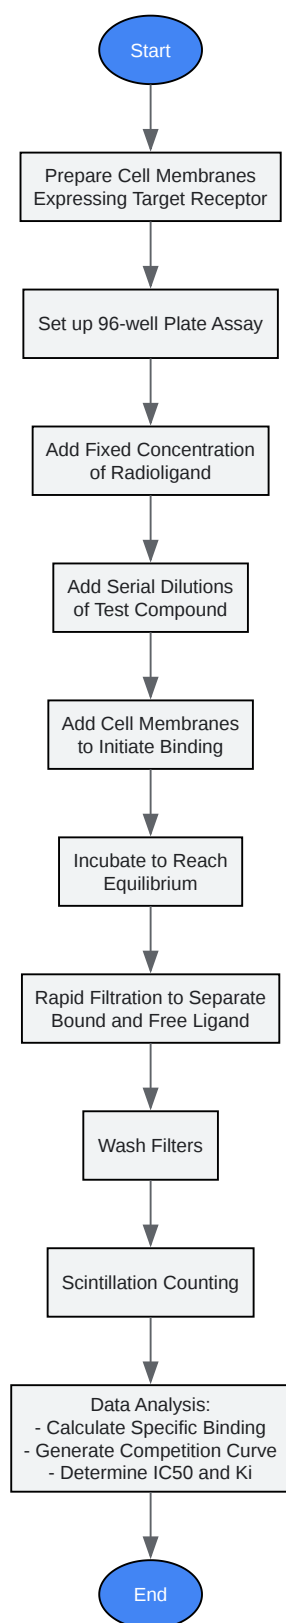 Start
Prepare Cell Membranes
Expressing Target Receptor
Set up 96-well Plate Assay
Add Fixed Concentration
of Radioligand
Add Serial Dilutions
of Test Compound
Add Cell Membranes
to Initiate Binding
Incubate to Reach
Equilibrium
Rapid Filtration to Separate
Bound and Free Ligand
Wash Filters
Scintillation Counting
Data Analysis:
- Calculate Specific Binding
- Generate Competition Curve
- Determine IC50 and Ki
End